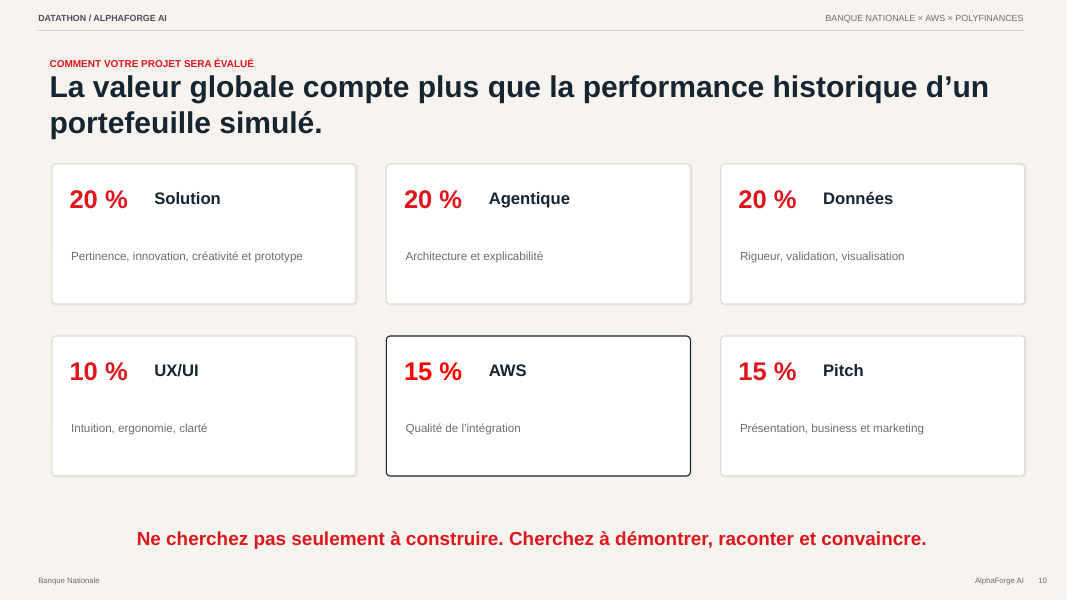 DATATHON / ALPHAFORGE AI
BANQUE NATIONALE × AWS × POLYFINANCES
COMMENT VOTRE PROJET SERA ÉVALUÉ
La valeur globale compte plus que la performance historique d’un
portefeuille simulé.
20 % Solution
Pertinence, innovation, créativité et prototype
20 % Agentique
Architecture et explicabilité
20 % Données
Rigueur, validation, visualisation
10 % UX/UI
Intuition, ergonomie, clarté
15 % AWS
Qualité de l’intégration
15 % Pitch
Présentation, business et marketing
Ne cherchez pas seulement à construire. Cherchez à démontrer, raconter et convaincre.
Banque Nationale
AlphaForge AI 10